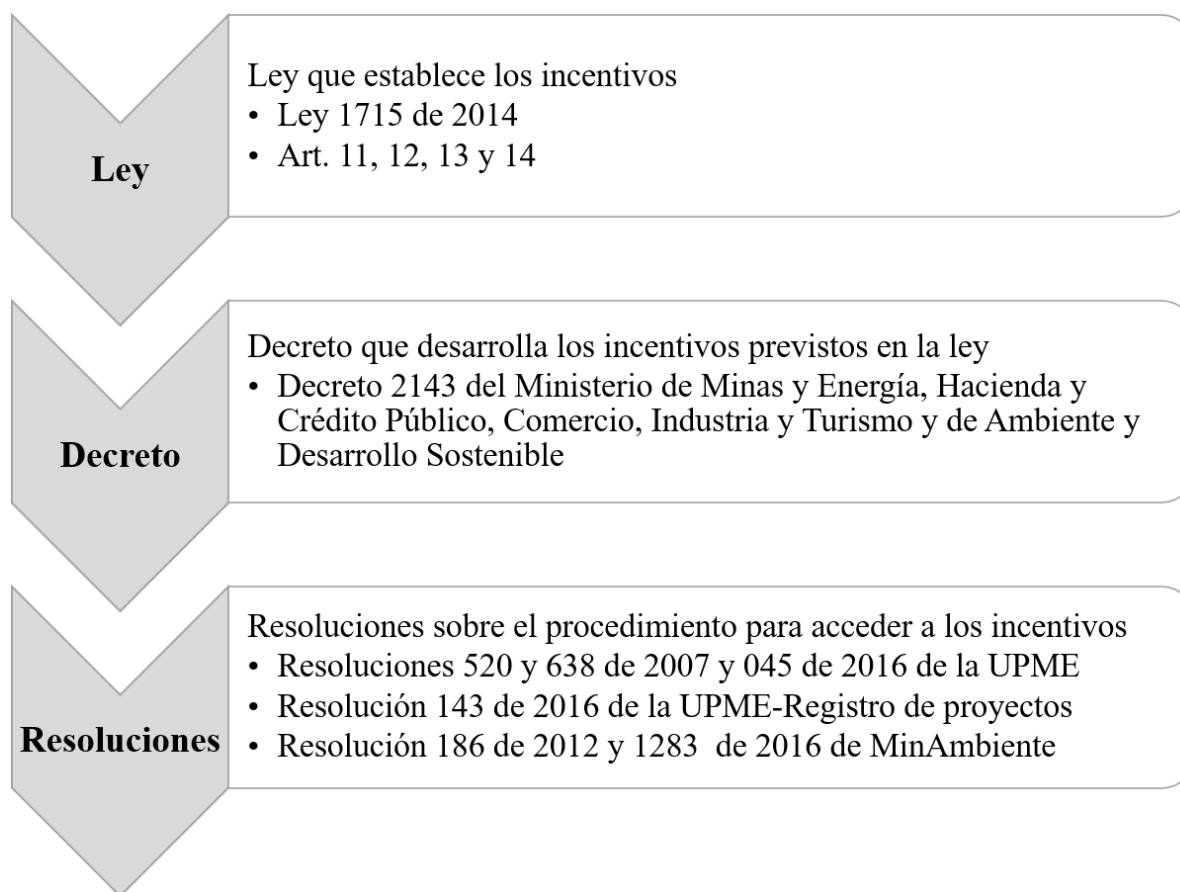 Ley
Ley que establece los incentivos
• Ley 1715 de 2014
• Art. 11, 12, 13 y 14
Decreto
Decreto que desarrolla los incentivos previstos en la ley
• Decreto 2143 del Ministerio de Minas y Energía, Hacienda y
Crédito Público, Comercio, Industria y Turismo y de Ambiente y
Desarrollo Sostenible
Resoluciones
Resoluciones sobre el procedimiento para acceder a los incentivos
• Resoluciones 520 y 638 de 2007 y 045 de 2016 de la UPME
• Resolución 143 de 2016 de la UPME-Registro de proyectos
• Resolución 186 de 2012 y 1283 de 2016 de MinAmbiente